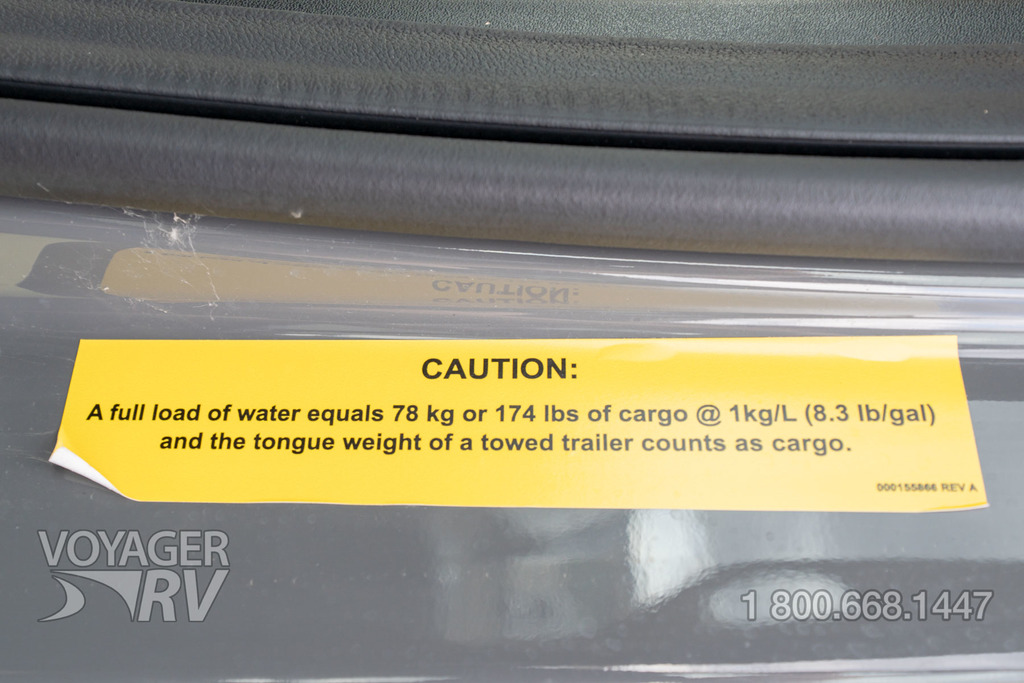 CAUTION:
CAUTION:
A full load of water equals 78 kg or 174 lbs of cargo @ 1kg/L (8.3 lb/gal)
and the tongue weight of a towed trailer counts as cargo.
000155866 REV A
VOYAGER
RV
1 800.668.1447